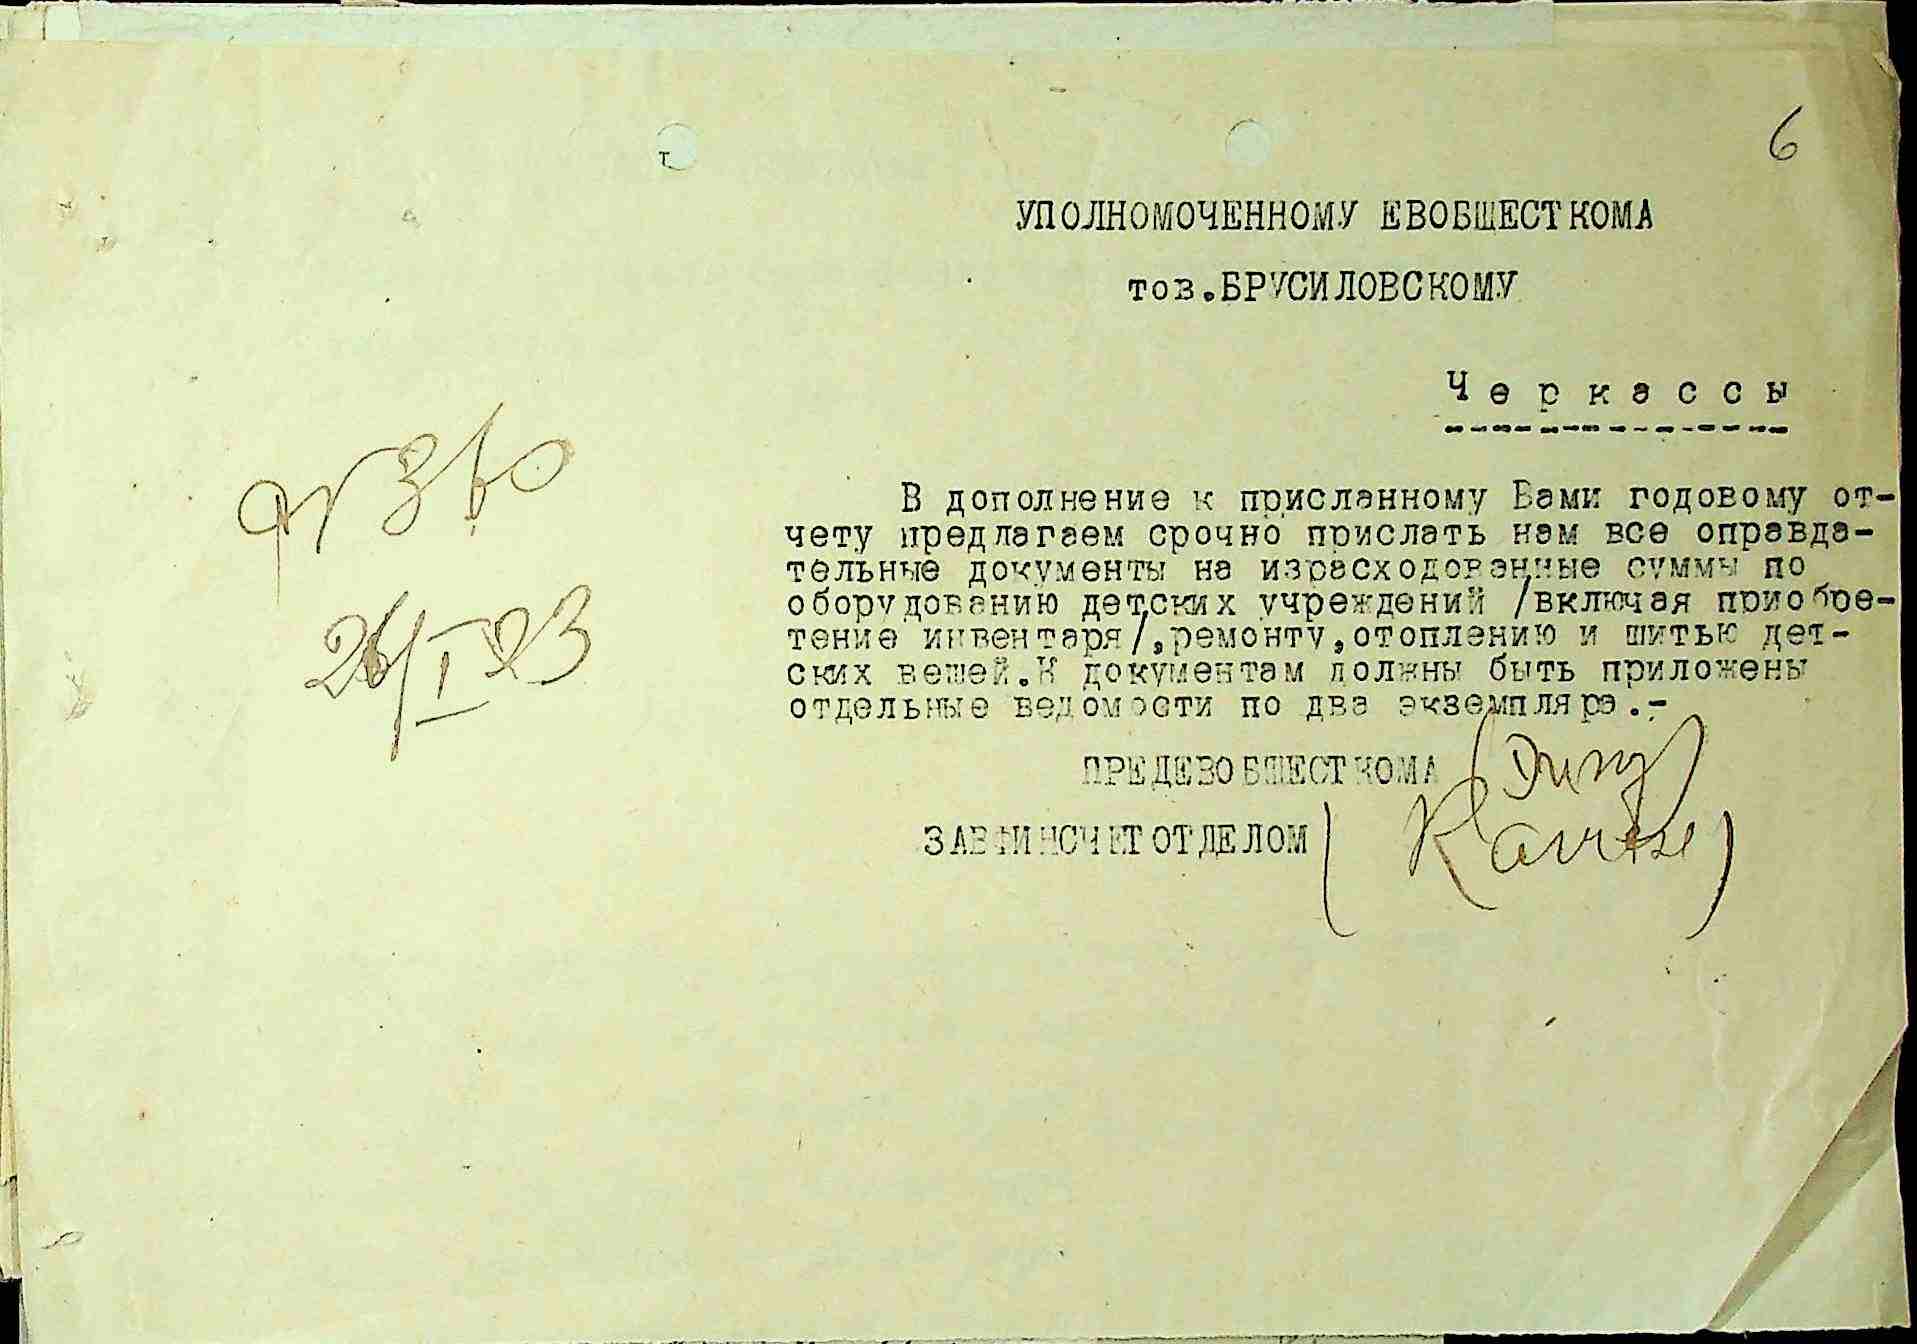 6
УПОЛНОМОЧЕННОМУ ЕВОБЩЕСТКОМА
тов.БРУСИЛОВСКОМУ
Черкассы
В дополнение к присланному Вами годовому от-
чету предлагаем срочно прислать нам все оправда-
тельные документы на израсходованные суммы по
оборудованию детских учреждений /включая приобре-
тение инвентаря/,ремонту,отоплению и шитью дет-
ских вещей.К документам должны быть приложены
отдельные ведомости по два экземпляра.-
ПРЕДЕВОБЩЕСТКОМА
ЗАВФИНСЧЕТОТДЕЛОМ
№ 360
26/I 23